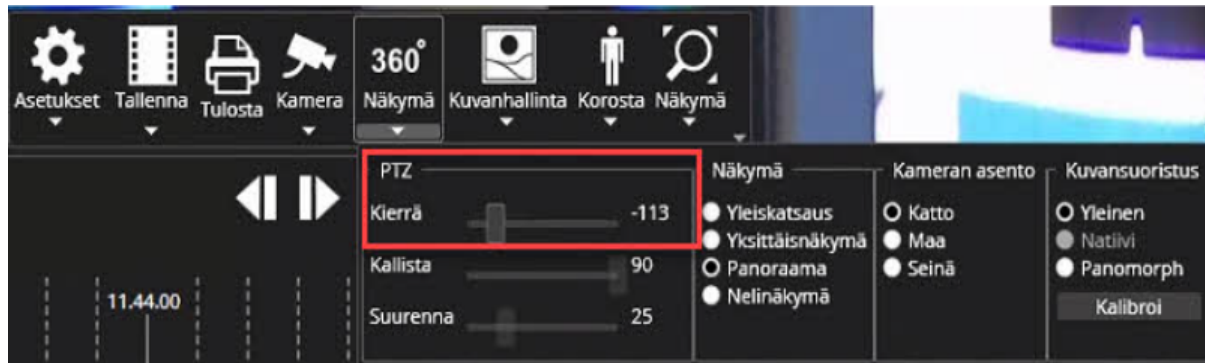 Asetukset
Tallenna
Tulosta
Kamera
360°
Näkymä
Kuvanhallinta
Korosta
Näkymä
11.44.00
PTZ
Kierrä -113
Kallista 90
Suurenna 25
Näkymä
Yleiskatsaus
Yksittäisnäkymä
Panoraama
Nelinäkymä
Kameran asento
Katto
Maa
Seinä
Kuvansuoristus
Yleinen
Natiivi
Panomorph
Kalibroi